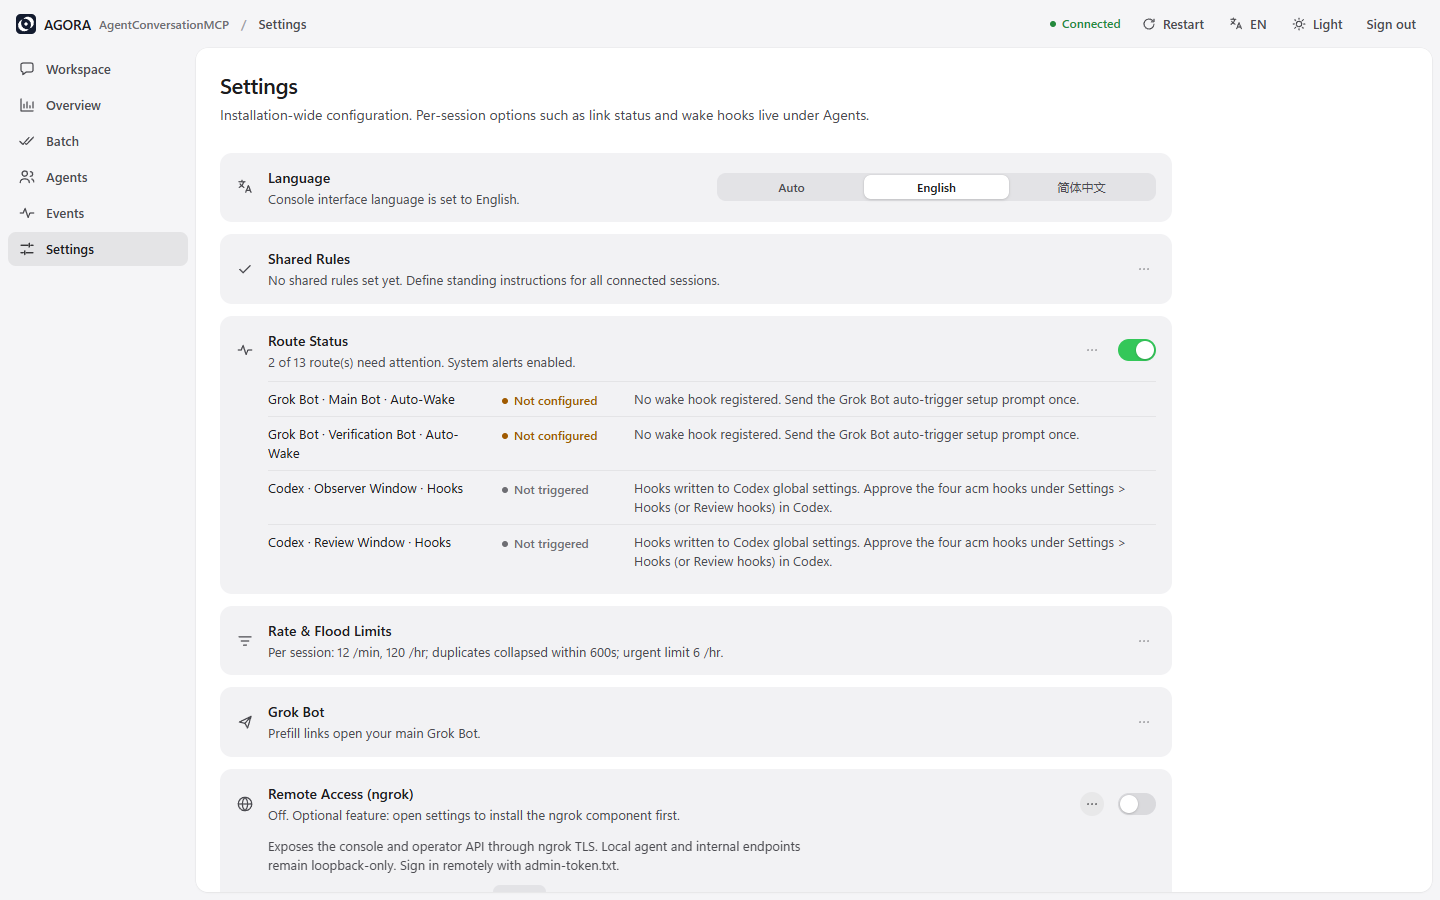 AGORA AgentConversationMCP / Settings
Connected Restart EN Light Sign out
Workspace
Overview
Batch
Agents
Events
Settings
Settings
Installation-wide configuration. Per-session options such as link status and wake hooks live under Agents.
Language
Console interface language is set to English.
Auto English 简体中文
Shared Rules
No shared rules set yet. Define standing instructions for all connected sessions.
Route Status
2 of 13 route(s) need attention. System alerts enabled.
Grok Bot · Main Bot · Auto-Wake Not configured No wake hook registered. Send the Grok Bot auto-trigger setup prompt once.
Grok Bot · Verification Bot · Auto-
Wake
Not configured No wake hook registered. Send the Grok Bot auto-trigger setup prompt once.
Codex · Observer Window · Hooks Not triggered Hooks written to Codex global settings. Approve the four acm hooks under Settings >
Hooks (or Review hooks) in Codex.
Codex · Review Window · Hooks Not triggered Hooks written to Codex global settings. Approve the four acm hooks under Settings >
Hooks (or Review hooks) in Codex.
Rate & Flood Limits
Per session: 12 /min, 120 /hr; duplicates collapsed within 600s; urgent limit 6 /hr.
Grok Bot
Prefill links open your main Grok Bot.
Remote Access (ngrok)
Off. Optional feature: open settings to install the ngrok component first.
Exposes the console and operator API through ngrok TLS. Local agent and internal endpoints
remain loopback-only. Sign in remotely with admin-token.txt.